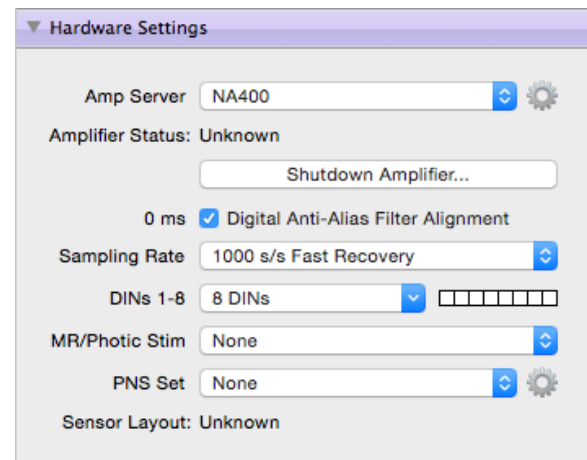 Hardware Settings
Amp Server NA400
Amplifier Status: Unknown
Shutdown Amplifier...
0 ms Digital Anti-Alias Filter Alignment
Sampling Rate 1000 s/s Fast Recovery
DINs 1-8 8 DINs
MR/Photic Stim None
PNS Set None
Sensor Layout: Unknown